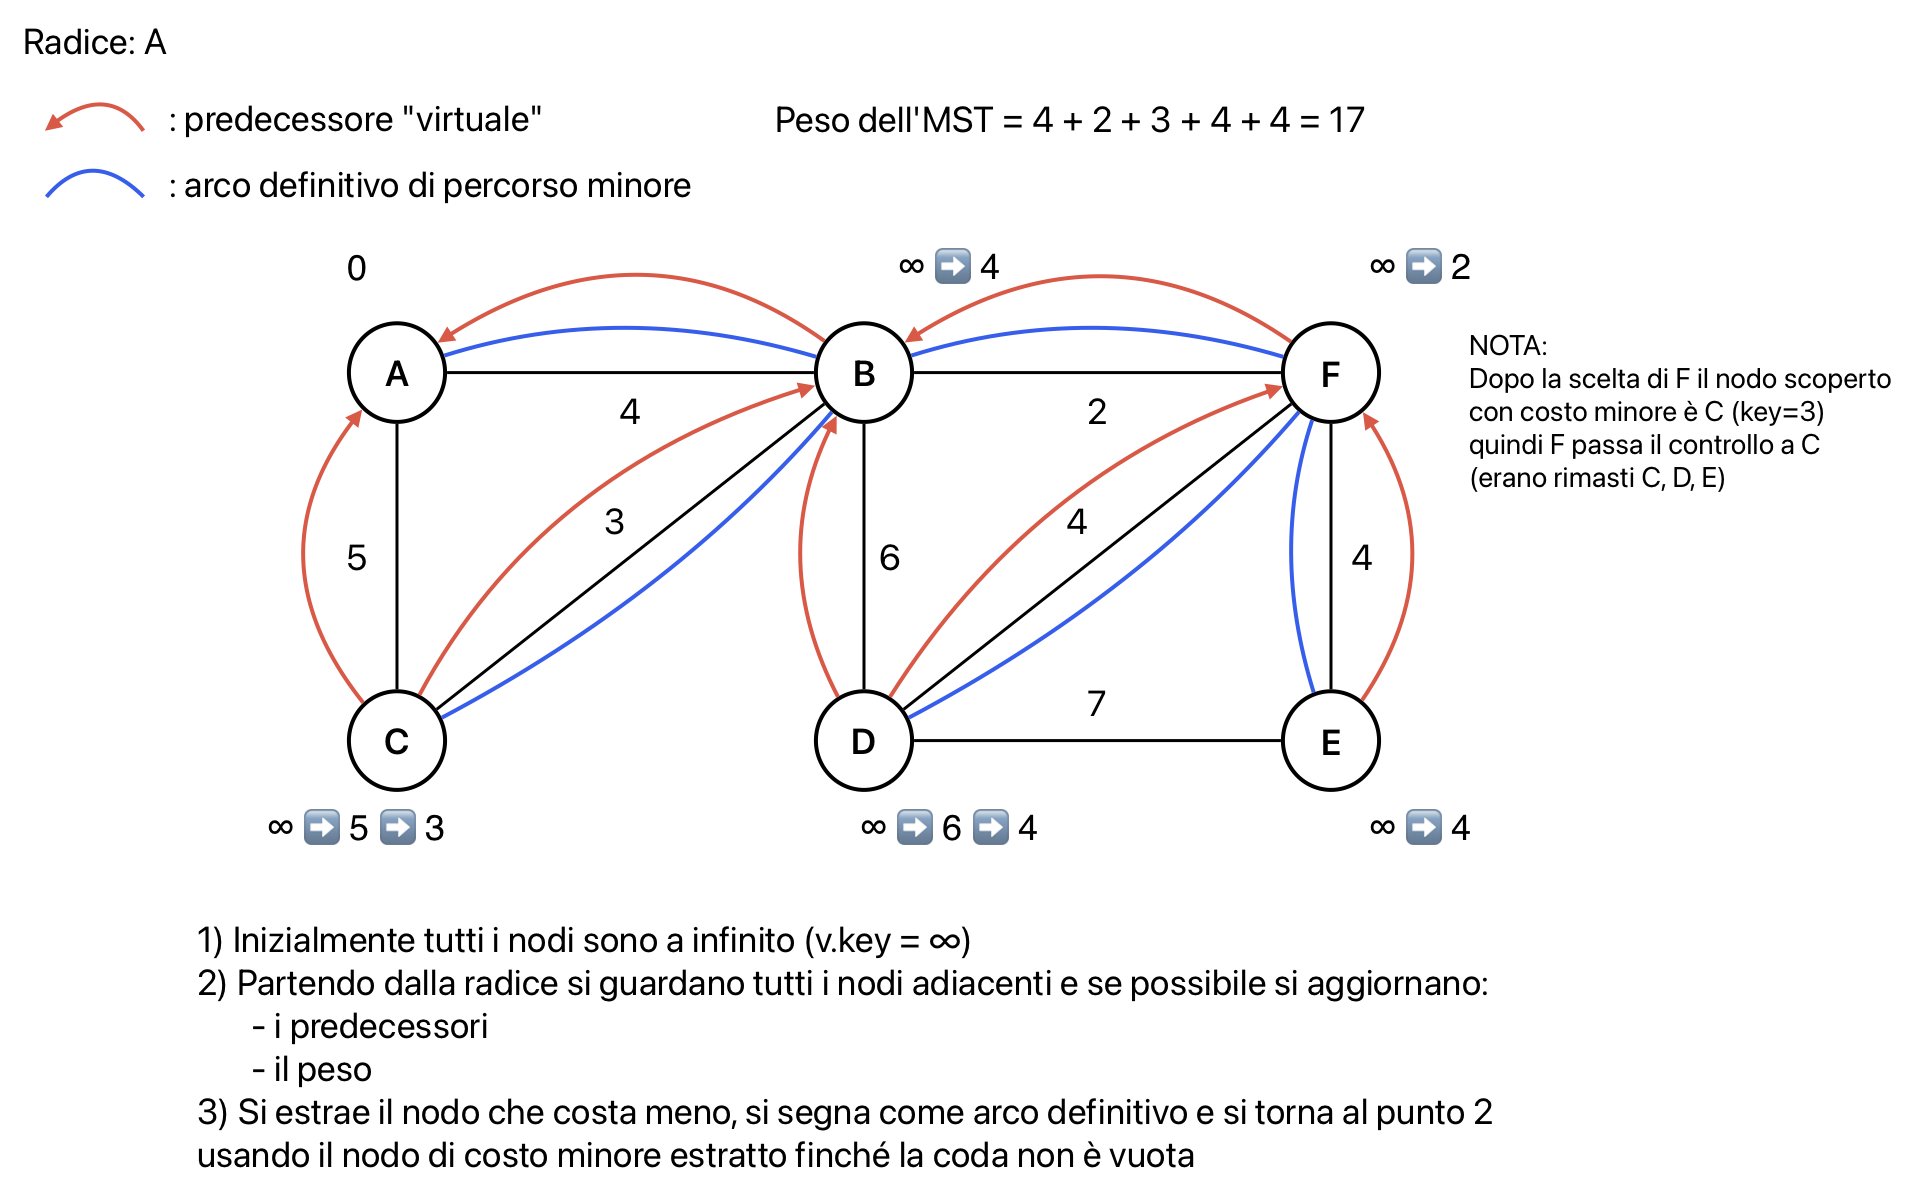 Radice: A
: predecessore "virtuale"
Peso dell'MST = 4 + 2 + 3 + 4 + 4 = 17
: arco definitivo di percorso minore
0
∞ ➡️ 4
∞ ➡️ 2
A
B
F
NOTA:
Dopo la scelta di F il nodo scoperto
con costo minore è C (key=3)
quindi F passa il controllo a C
(erano rimasti C, D, E)
4
2
3
4
5
6
4
7
C
D
E
∞ ➡️ 5 ➡️ 3
∞ ➡️ 6 ➡️ 4
∞ ➡️ 4
1) Inizialmente tutti i nodi sono a infinito (v.key = ∞)
2) Partendo dalla radice si guardano tutti i nodi adiacenti e se possibile si aggiornano:
- i predecessori
- il peso
3) Si estrae il nodo che costa meno, si segna come arco definitivo e si torna al punto 2
usando il nodo di costo minore estratto finché la coda non è vuota